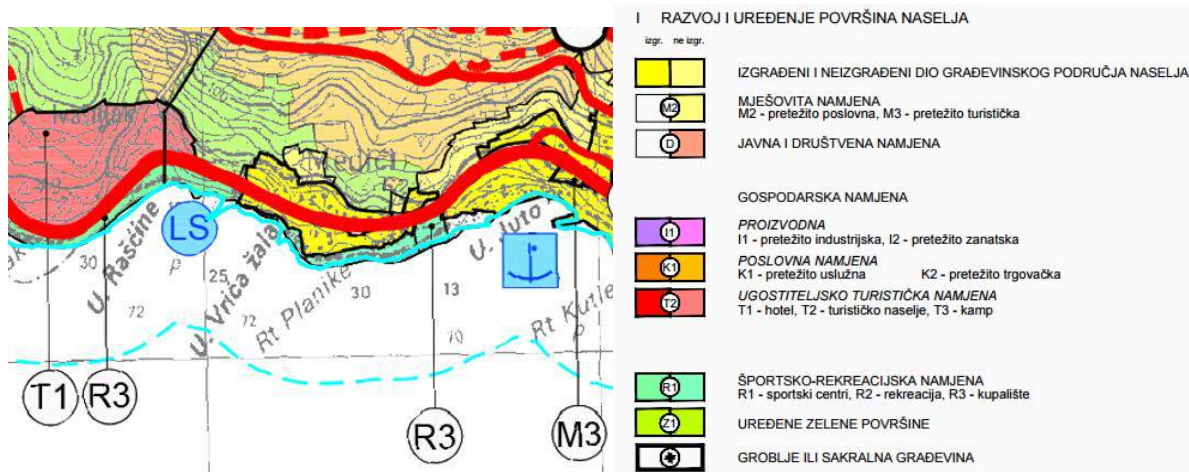 Medići
LS
U. Rašćine
U. Vrića žala
Rt Planike
U. Juto
Rt Kutle
30
p
25
72
72
30
13
70
p
T1
R3
R3
M3
I RAZVOJ I UREĐENJE POVRŠINA NASELJA
izgr. ne izgr.
IZGRAĐENI I NEIZGRAĐENI DIO GRAĐEVINSKOG PODRUČJA NASELJA
M2
MJEŠOVITA NAMJENA
M2 - pretežito poslovna, M3 - pretežito turistička
D
JAVNA I DRUŠTVENA NAMJENA
GOSPODARSKA NAMJENA
I1
PROIZVODNA
I1 - pretežito industrijska, I2 - pretežito zanatska
K1
POSLOVNA NAMJENA
K1 - pretežito uslužna K2 - pretežito trgovačka
T2
UGOSTITELJSKO TURISTIČKA NAMJENA
T1 - hotel, T2 - turističko naselje, T3 - kamp
R1
ŠPORTSKO-REKREACIJSKA NAMJENA
R1 - sportski centri, R2 - rekreacija, R3 - kupalište
Z1
UREĐENE ZELENE POVRŠINE
GROBLJE ILI SAKRALNA GRAĐEVINA